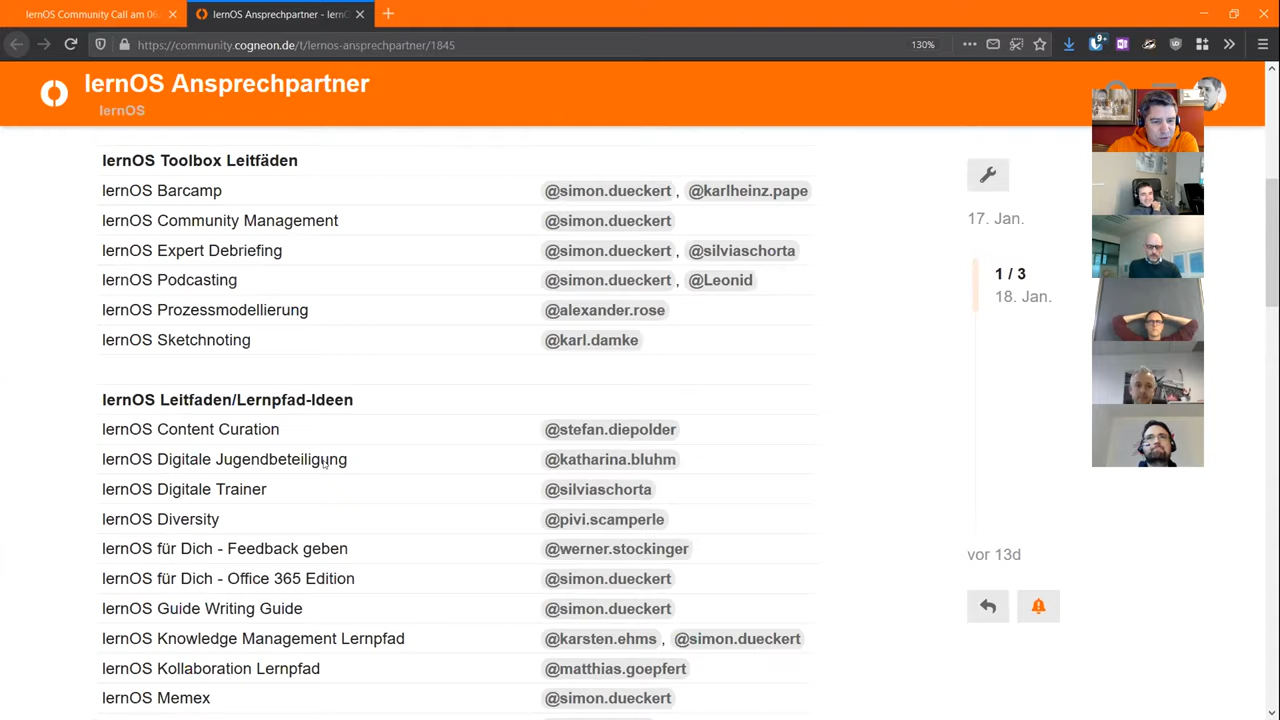 lernOS Community Call am 06
lernOS Ansprechpartner - lern
https://community.cogneon.de/t/lernos-ansprechpartner/1845
130%
9+
lernOS Ansprechpartner
lernOS
lernOS Toolbox Leitfäden
lernOS Barcamp @simon.dueckert , @karlheinz.pape
lernOS Community Management @simon.dueckert
lernOS Expert Debriefing @simon.dueckert , @silviaschorta
lernOS Podcasting @simon.dueckert , @Leonid
lernOS Prozessmodellierung @alexander.rose
lernOS Sketchnoting @karl.damke
lernOS Leitfaden/Lernpfad-Ideen
lernOS Content Curation @stefan.diepolder
lernOS Digitale Jugendbeteiligung @katharina.bluhm
lernOS Digitale Trainer @silviaschorta
lernOS Diversity @pivi.scamperle
lernOS für Dich - Feedback geben @werner.stockinger
lernOS für Dich - Office 365 Edition @simon.dueckert
lernOS Guide Writing Guide @simon.dueckert
lernOS Knowledge Management Lernpfad @karsten.ehms , @simon.dueckert
lernOS Kollaboration Lernpfad @matthias.goepfert
lernOS Memex @simon.dueckert
17. Jan.
1 / 3
18. Jan.
vor 13d